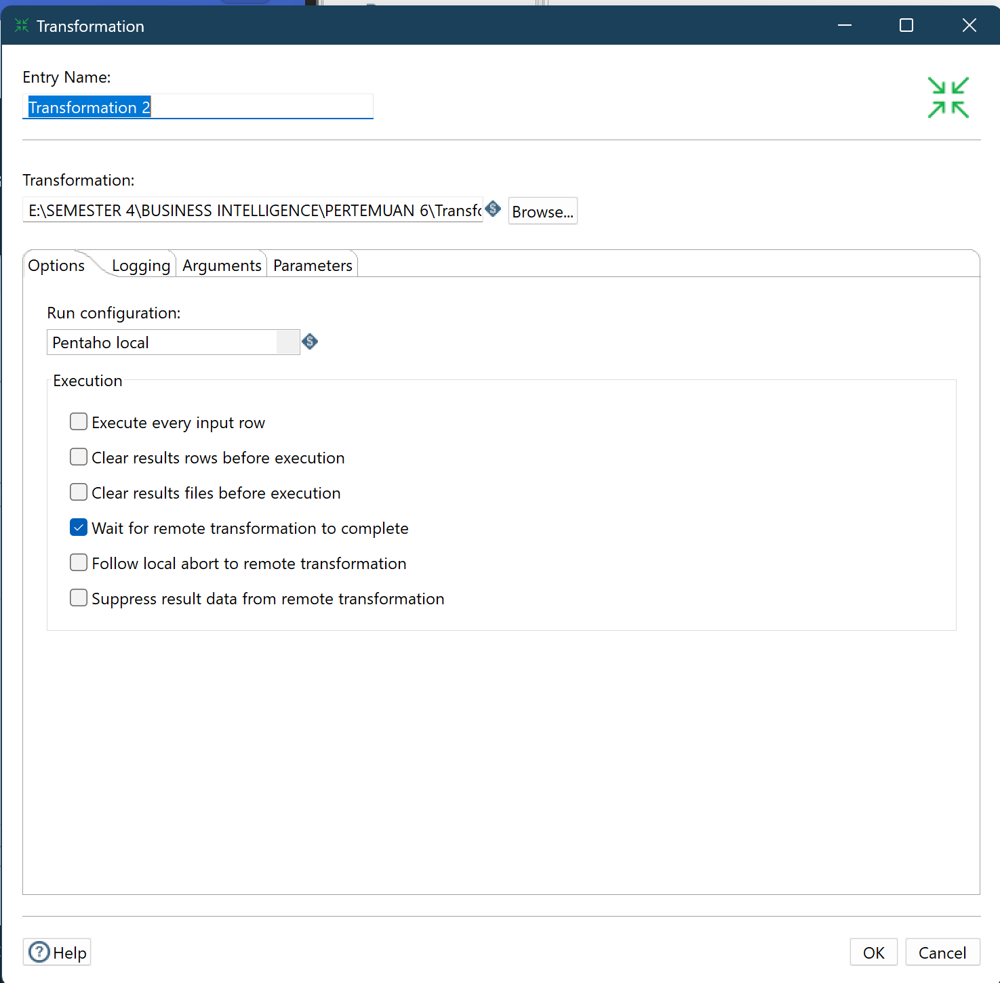 Transformation
Entry Name:
Transformation 2
Transformation:
E:\SEMESTER 4\BUSINESS INTELLIGENCE\PERTEMUAN 6\Transfo
Browse...
Options Logging Arguments Parameters
Run configuration:
Pentaho local
Execution
Execute every input row
Clear results rows before execution
Clear results files before execution
Wait for remote transformation to complete
Follow local abort to remote transformation
Suppress result data from remote transformation
Help OK Cancel